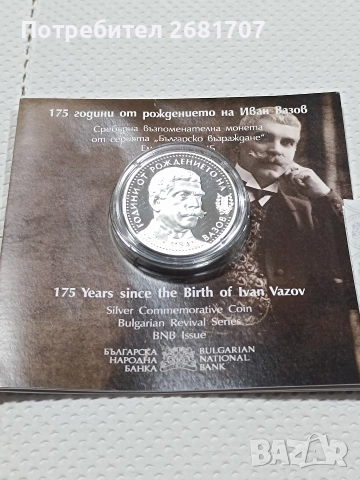 Потребител 2681707
175 години от рождението на Иван Вазов
Сребърна възпоменателна монета
от серията „Българско възраждане“
ГОДИНИ ОТ РОЖДЕНИЕТО НА
ВАЗОВ
175 Years since the Birth of Ivan Vazov
Silver Commemorative Coin
Bulgarian Revival Series
BNB Issue
БЪЛГАРСКА НАРОДНА БАНКА
BULGARIAN NATIONAL BANK
BAZAR
bg